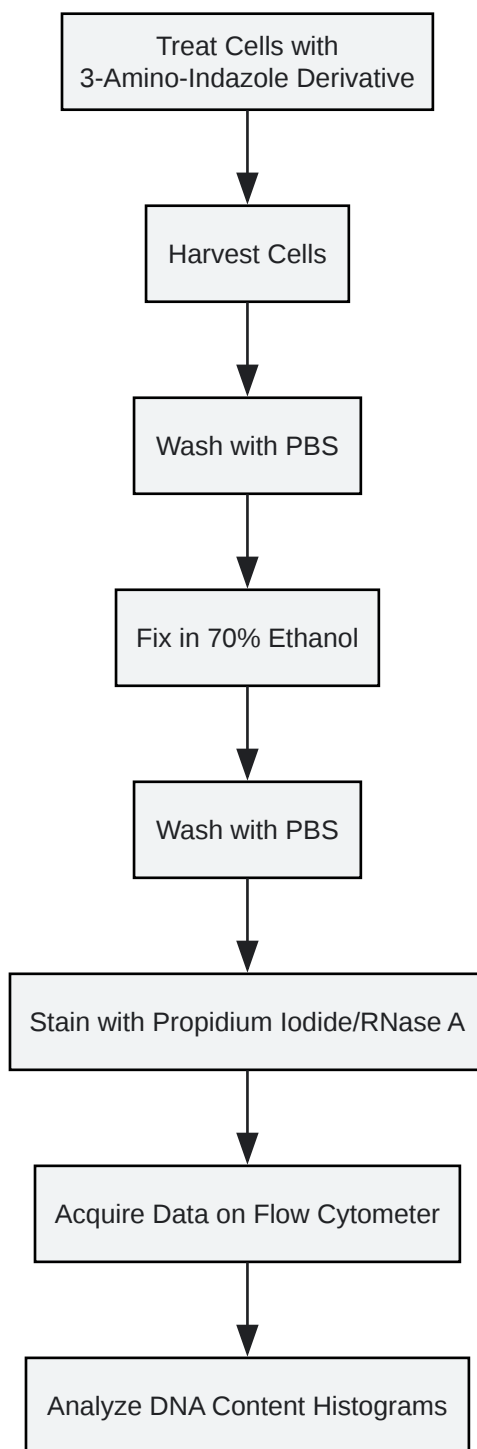 Treat Cells with
3-Amino-Indazole Derivative
Harvest Cells
Wash with PBS
Fix in 70% Ethanol
Wash with PBS
Stain with Propidium Iodide/RNase A
Acquire Data on Flow Cytometer
Analyze DNA Content Histograms